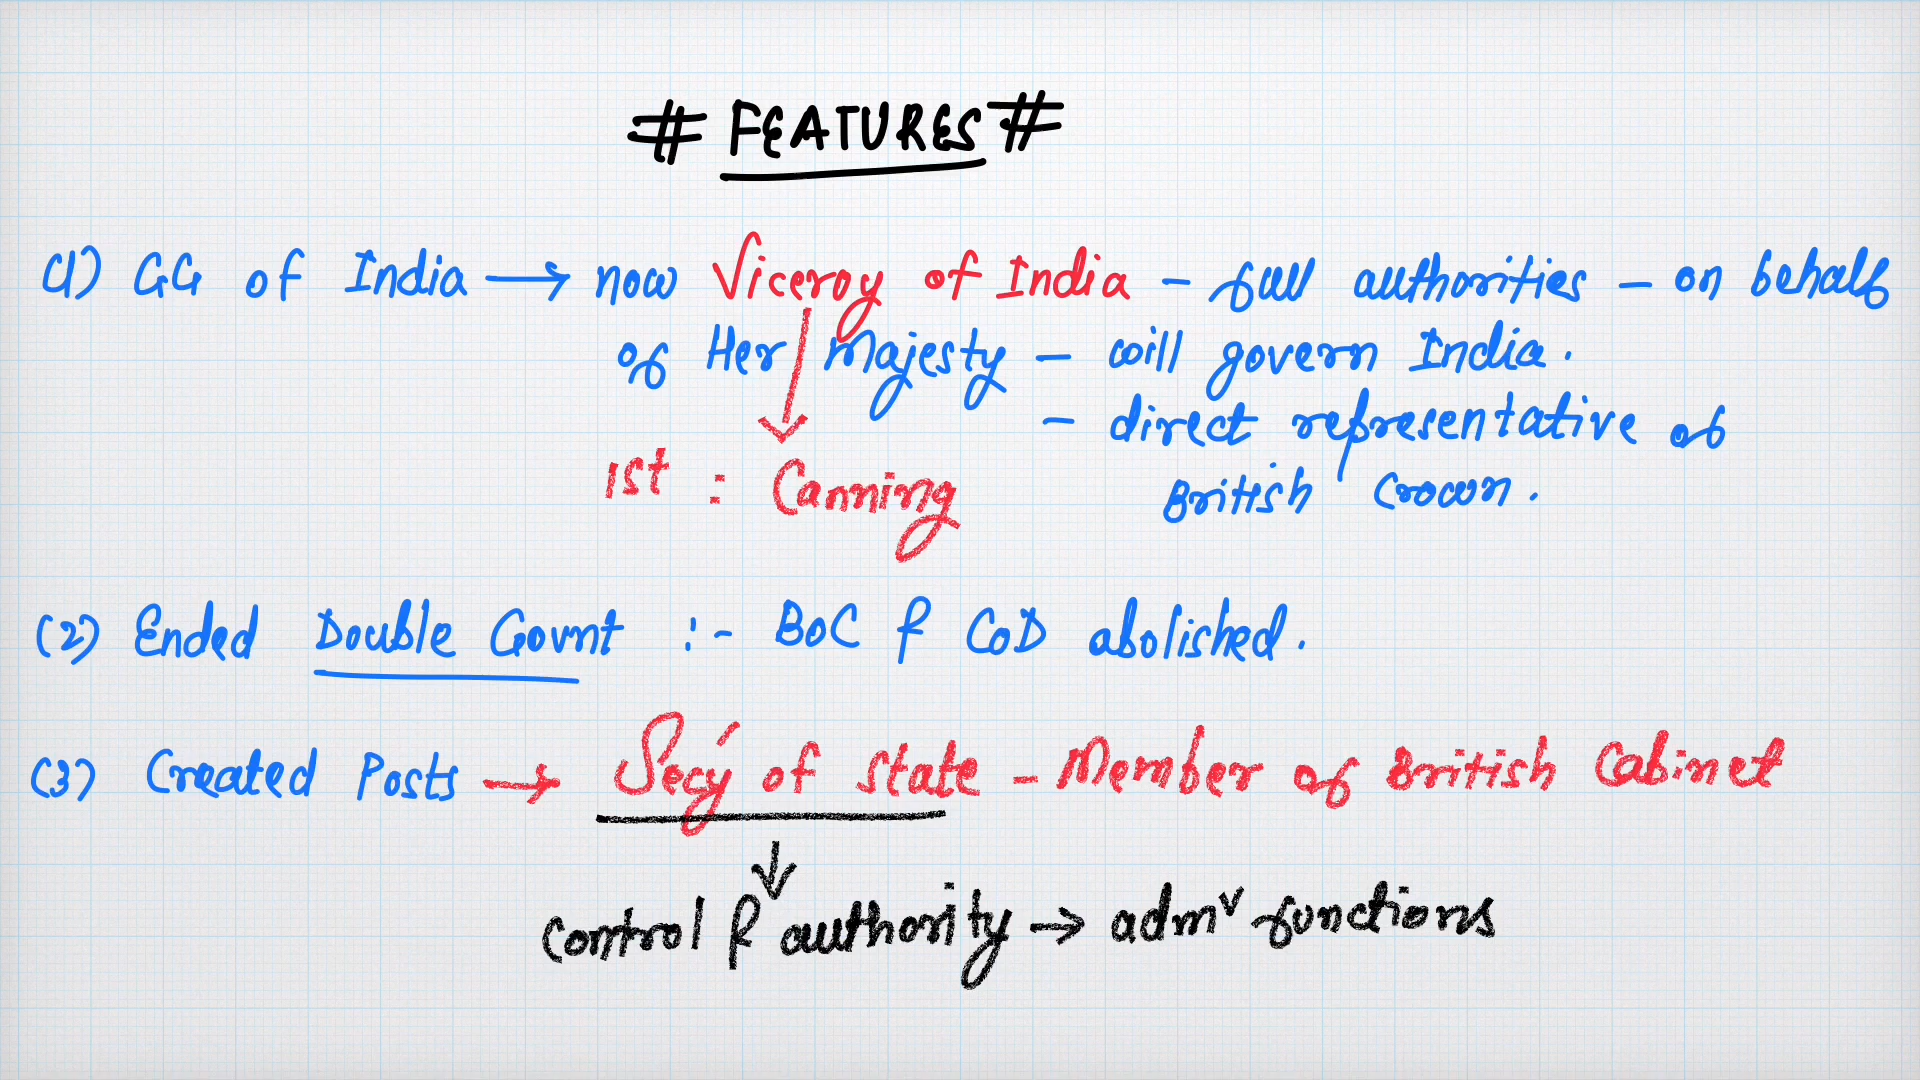 # FEATURES #
(1) GG of India → now Viceroy of India - full authorities - on behalf
of Her Majesty - will govern India.
- direct representative of
1st : Canning
British Crown.
(2) Ended Double Govnt :- BoC & CoD abolished.
(3) Created Posts → Secy' of State - Member of British Cabinet
↓
control & authority → admv functions